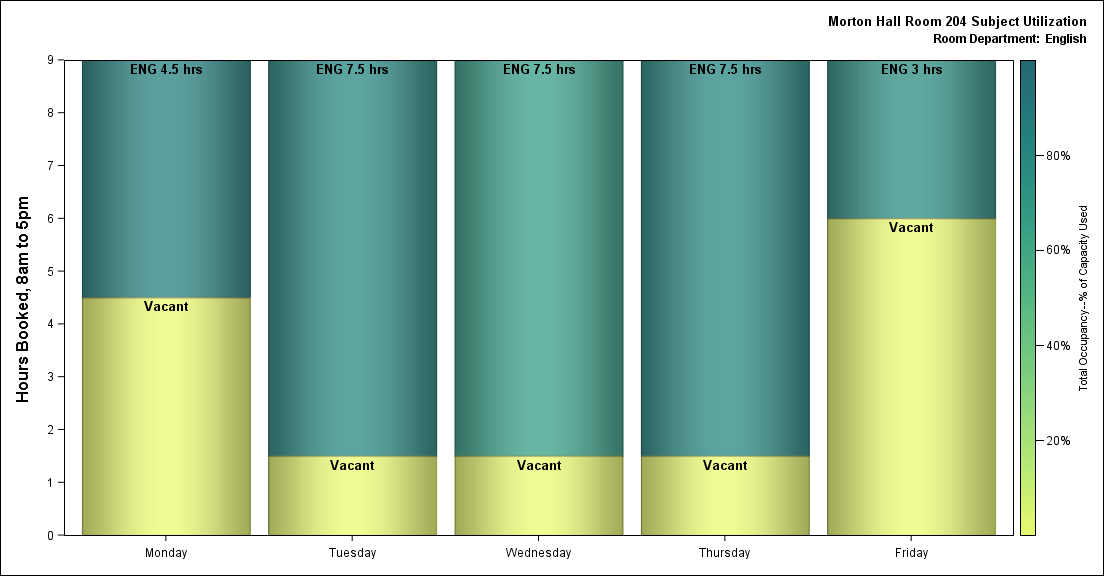 Morton Hall Room 204 Subject Utilization
Room Department: English
Hours Booked, 8am to 5pm
9
8
7
6
5
4
3
2
1
0
ENG 4.5 hrs
ENG 7.5 hrs
ENG 7.5 hrs
ENG 7.5 hrs
ENG 3 hrs
Vacant
Vacant
Vacant
Vacant
Vacant
Monday
Tuesday
Wednesday
Thursday
Friday
80%
60%
40%
20%
Total Occupancy--% of Capacity Used